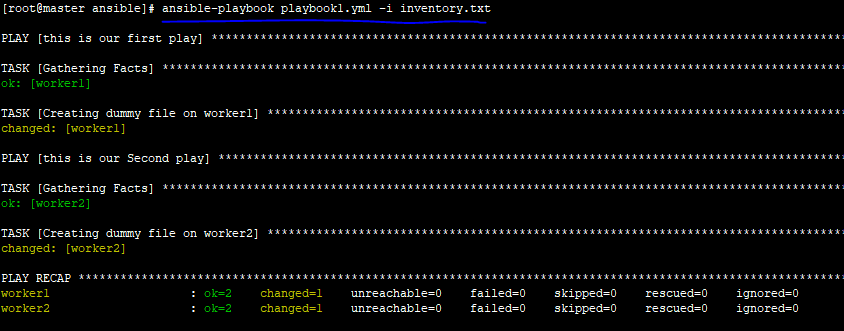 [root@master ansible]# ansible-playbook playbook1.yml -i inventory.txt
PLAY [this is our first play] *******************************************************************************************
TASK [Gathering Facts] **************************************************************************************************
ok: [worker1]
TASK [Creating dummy file on worker1] ***********************************************************************************
changed: [worker1]
PLAY [this is our Second play] ******************************************************************************************
TASK [Gathering Facts] **************************************************************************************************
ok: [worker2]
TASK [Creating dummy file on worker2] ***********************************************************************************
changed: [worker2]
PLAY RECAP **************************************************************************************************************
worker1 : ok=2 changed=1 unreachable=0 failed=0 skipped=0 rescued=0 ignored=0
worker2 : ok=2 changed=1 unreachable=0 failed=0 skipped=0 rescued=0 ignored=0